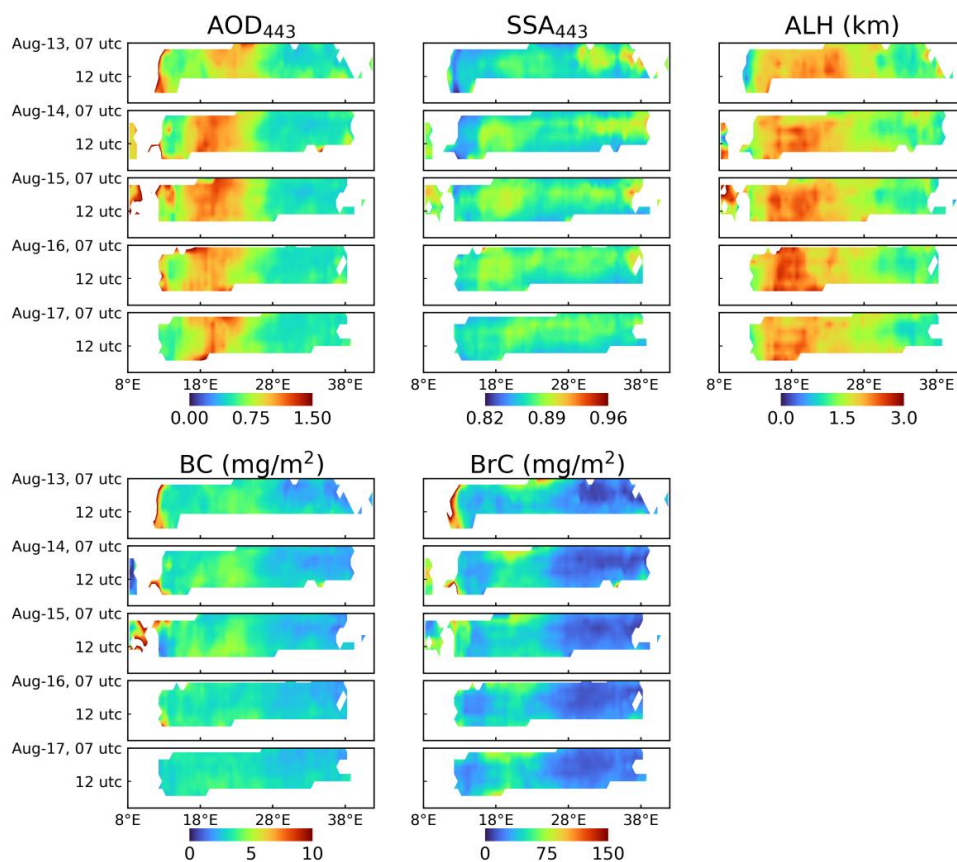 AOD₄₄₃ SSA₄₄₃ ALH (km)
Aug-13, 07 utc
12 utc
Aug-14, 07 utc
12 utc
Aug-15, 07 utc
12 utc
Aug-16, 07 utc
12 utc
Aug-17, 07 utc
12 utc
8°E 18°E 28°E 38°E 8°E 18°E 28°E 38°E 8°E 18°E 28°E 38°E
0.00 0.75 1.50 0.82 0.89 0.96 0.0 1.5 3.0
BC (mg/m²) BrC (mg/m²)
Aug-13, 07 utc
12 utc
Aug-14, 07 utc
12 utc
Aug-15, 07 utc
12 utc
Aug-16, 07 utc
12 utc
Aug-17, 07 utc
12 utc
8°E 18°E 28°E 38°E 8°E 18°E 28°E 38°E
0 5 10 0 75 150